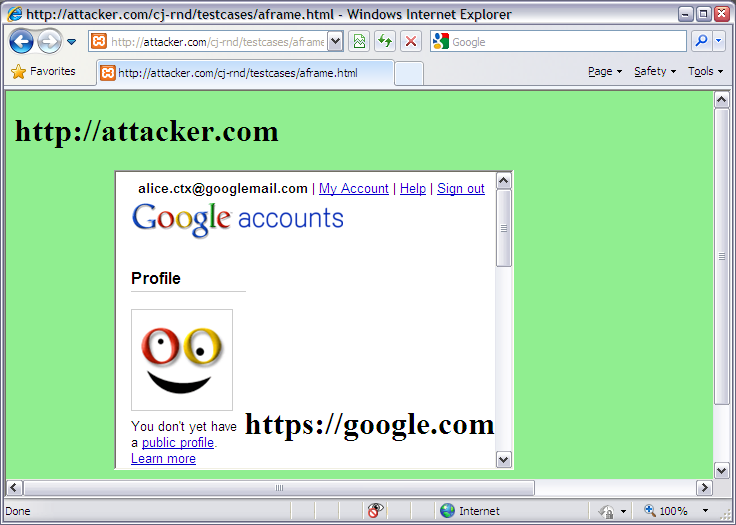 http://attacker.com/cj-rnd/testcases/aframe.html - Windows Internet Explorer
http://attacker.com/cj-rnd/testcases/aframe
Google
Favorites
http://attacker.com/cj-rnd/testcases/aframe.html
Page
Safety
Tools
http://attacker.com
alice.ctx@googlemail.com | My Account | Help | Sign out
Google accounts
Profile
You don't yet have
a public profile.
Learn more
https://google.com
Done
Internet
100%